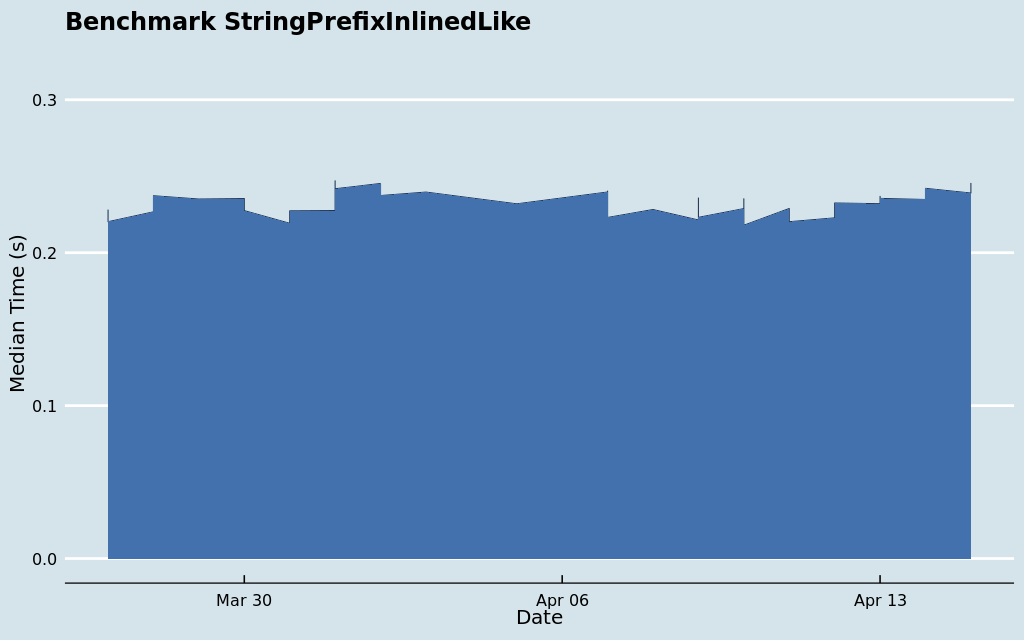 Benchmark StringPrefixInlinedLike
Median Time (s)
0.3
0.2
0.1
0.0
Mar 30
Apr 06
Apr 13
Date